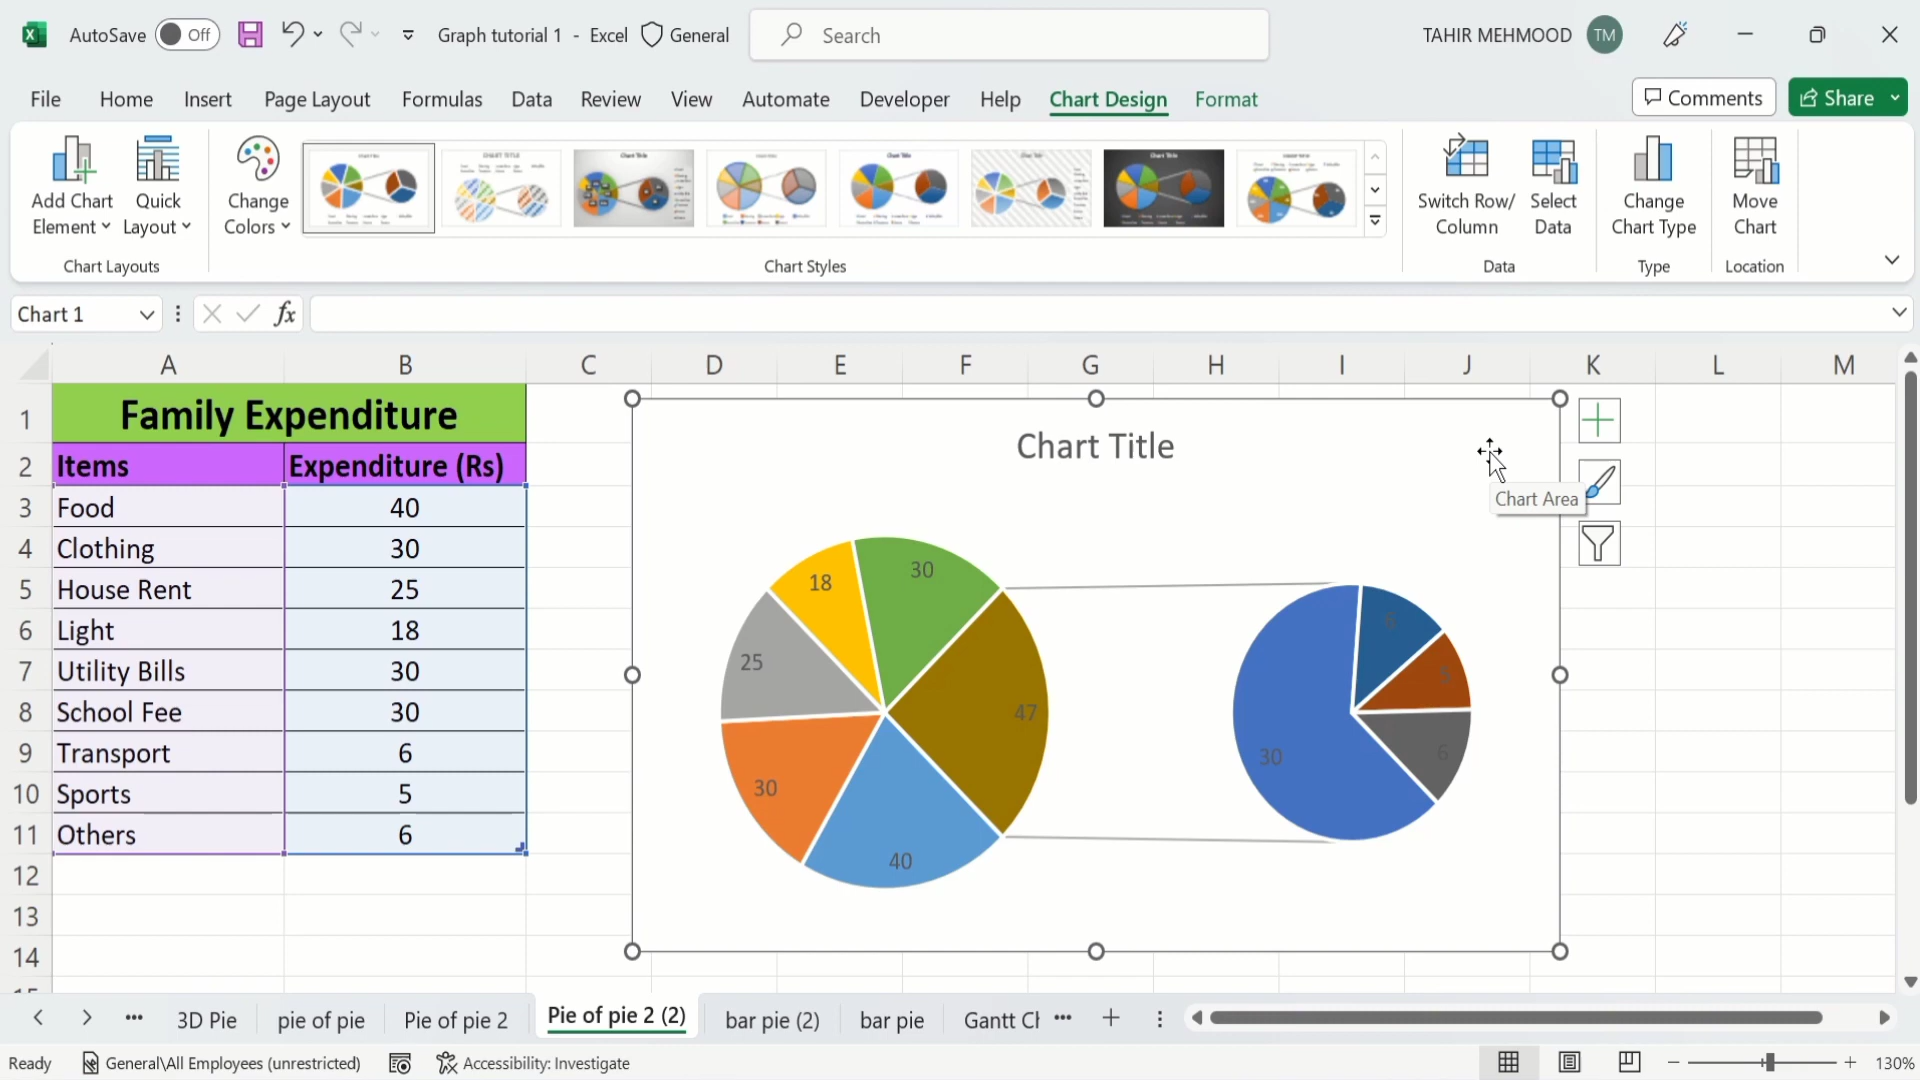 AutoSave Off Graph tutorial 1 - Excel General Search TAHIR MEHMOOD TM
File Home Insert Page Layout Formulas Data Review View Automate Developer Help Chart Design Format Comments Share
Add Chart Element
Quick Layout
Chart Layouts
Change Colors
Chart Styles
Switch Row/ Column
Select Data
Data
Change Chart Type
Type
Move Chart
Location
Chart 1 fx
A B C D E F G H I J K L M
1 Family Expenditure
2 Items Expenditure (Rs)
3 Food 40
4 Clothing 30
5 House Rent 25
6 Light 18
7 Utility Bills 30
8 School Fee 30
9 Transport 6
10 Sports 5
11 Others 6
12
13
14
15
Chart Title
Chart Area
18 30
25 47
30
40
6
5
30 6
3D Pie pie of pie Pie of pie 2 Pie of pie 2 (2) bar pie (2) bar pie Gantt Cl
Ready General\All Employees (unrestricted) Accessibility: Investigate 130%